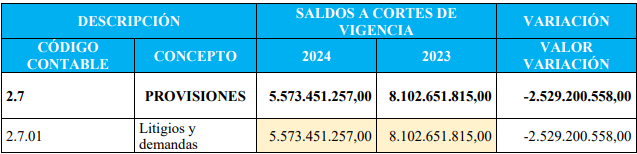 DESCRIPCIÓN SALDOS A CORTES DE VIGENCIA VARIACIÓN
CÓDIGO CONTABLE CONCEPTO 2024 2023 VALOR VARIACIÓN
2.7 PROVISIONES 5.573.451.257,00 8.102.651.815,00 -2.529.200.558,00
2.7.01 Litigios y demandas 5.573.451.257,00 8.102.651.815,00 -2.529.200.558,00